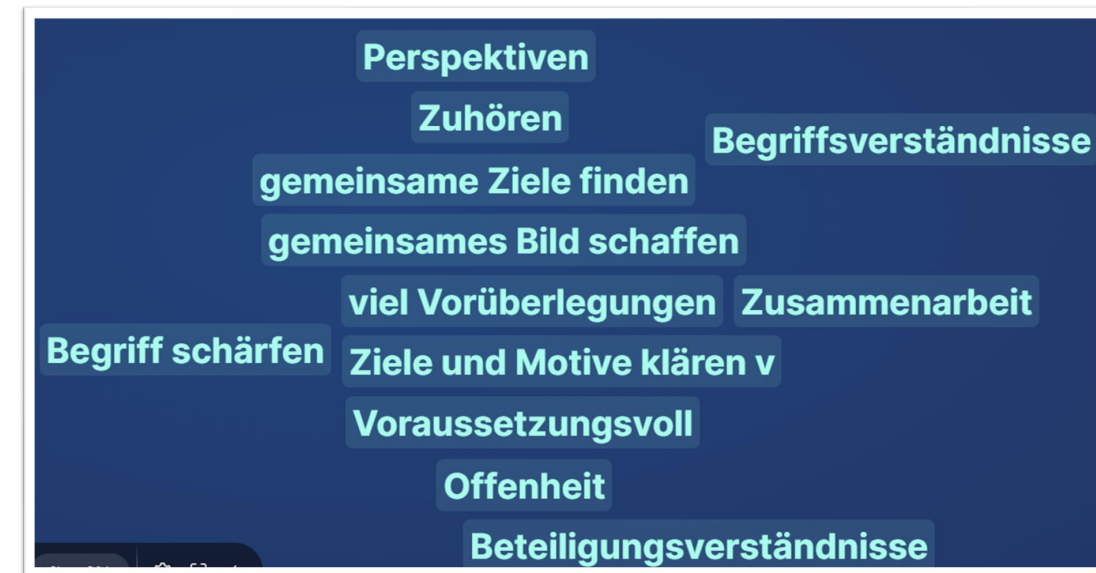 Perspektiven
Zuhören
Begriffsverständnisse
gemeinsame Ziele finden
gemeinsames Bild schaffen
viel Vorüberlegungen
Zusammenarbeit
Begriff schärfen
Ziele und Motive klären v
Voraussetzungsvoll
Offenheit
Beteiligungsverständnisse